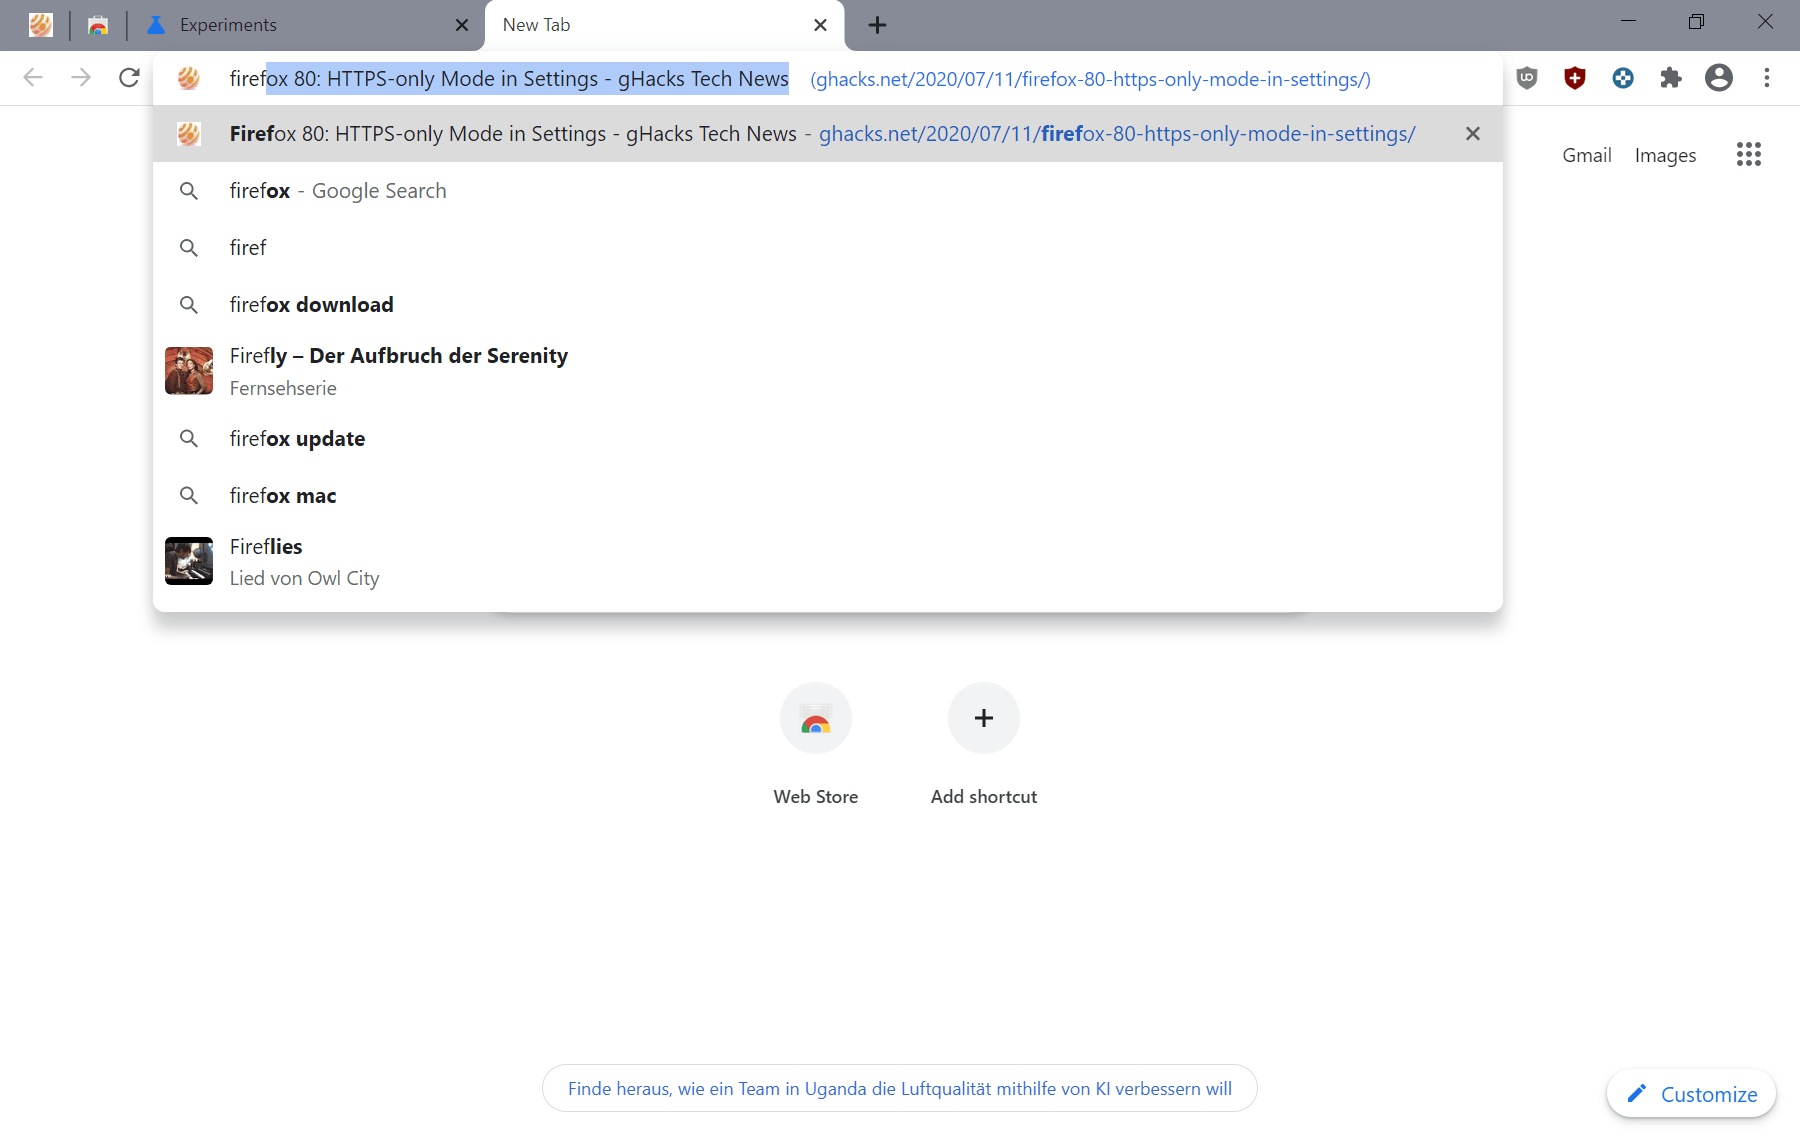 Experiments
New Tab
firefox 80: HTTPS-only Mode in Settings - gHacks Tech News (ghacks.net/2020/07/11/firefox-80-https-only-mode-in-settings/)
Firefox 80: HTTPS-only Mode in Settings - gHacks Tech News - ghacks.net/2020/07/11/firefox-80-https-only-mode-in-settings/
Gmail Images
firefox - Google Search
firef
firefox download
Firefly – Der Aufbruch der Serenity
Fernsehserie
firefox update
firefox mac
Fireflies
Lied von Owl City
Web Store
Add shortcut
Finde heraus, wie ein Team in Uganda die Luftqualität mithilfe von KI verbessern will
Customize